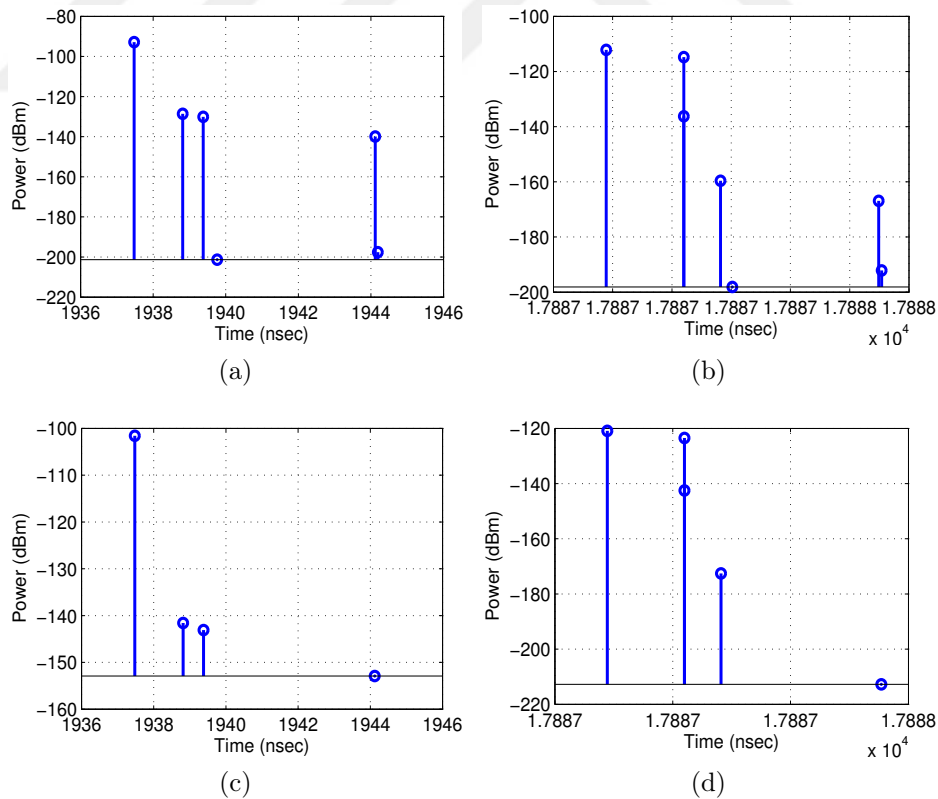 −80
−100
−120
−140
−160
−180
−200
−220
Power (dBm)
1936 1938 1940 1942 1944 1946
Time (nsec)
(a)
−100
−120
−140
−160
−180
−200
Power (dBm)
1.7887 1.7887 1.7887 1.7887 1.7888 1.7888 1.7888
Time (nsec)
x 10^4
(b)
−100
−110
−120
−130
−140
−150
−160
Power (dBm)
1936 1938 1940 1942 1944 1946
Time (nsec)
(c)
−120
−140
−160
−180
−200
−220
Power (dBm)
1.7887 1.7887 1.7887 1.7888
Time (nsec)
x 10^4
(d)